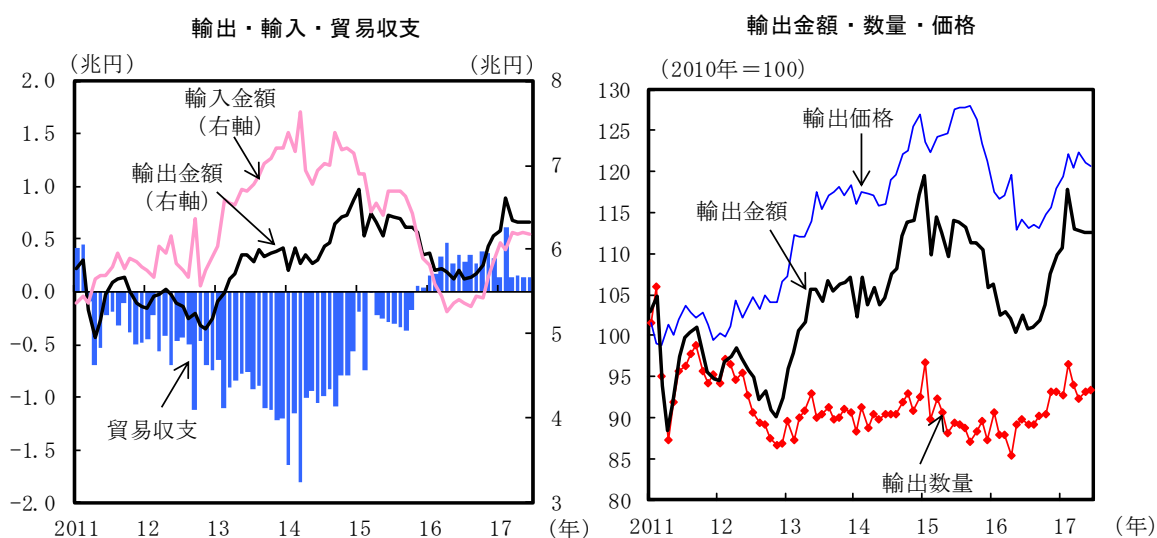 輸出・輸入・貿易収支
(兆円)
(兆円)
2.0
1.5
1.0
0.5
0.0
-0.5
-1.0
-1.5
-2.0
8
7
6
5
4
3
輸入金額
(右軸)
輸出金額
(右軸)
貿易収支
2011 12 13 14 15 16 17 (年)
輸出金額・数量・価格
(2010年=100)
130
125
120
115
110
105
100
95
90
85
80
輸出価格
輸出金額
輸出数量
2011 12 13 14 15 16 17 (年)